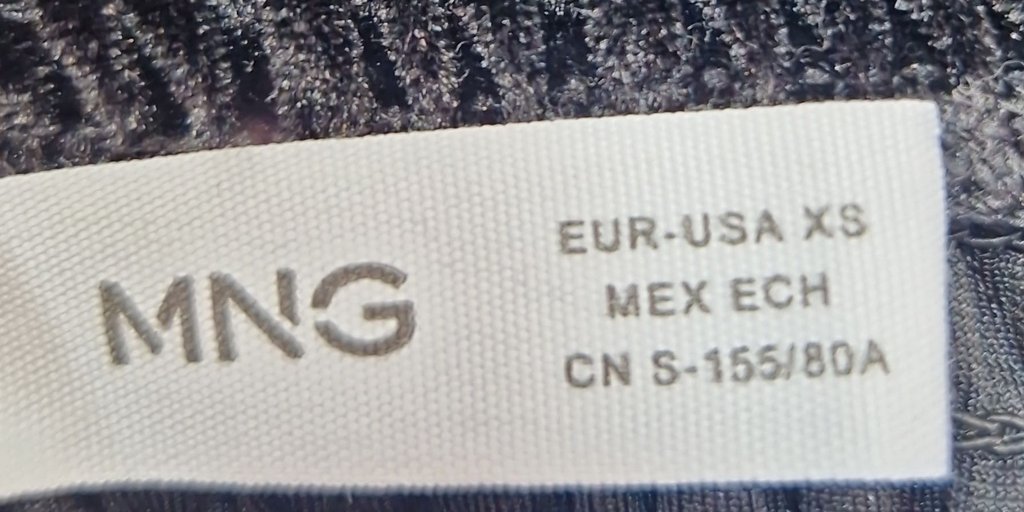 MNG
EUR-USA XS
MEX ECH
CN S-155/80A